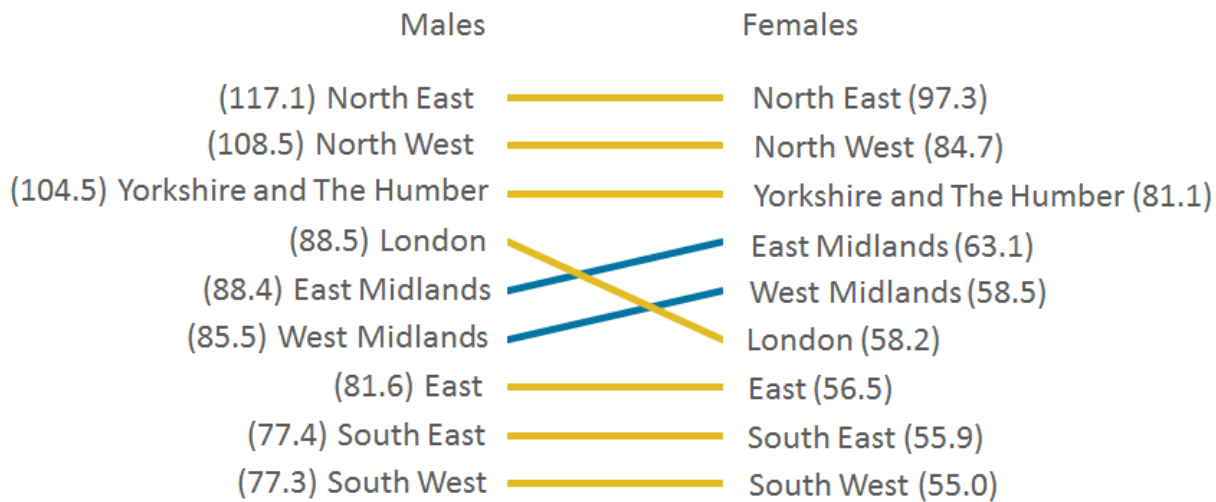 Males Females
(117.1) North East North East (97.3)
(108.5) North West North West (84.7)
(104.5) Yorkshire and The Humber Yorkshire and The Humber (81.1)
(88.5) London East Midlands (63.1)
(88.4) East Midlands West Midlands (58.5)
(85.5) West Midlands London (58.2)
(81.6) East East (56.5)
(77.4) South East South East (55.9)
(77.3) South West South West (55.0)